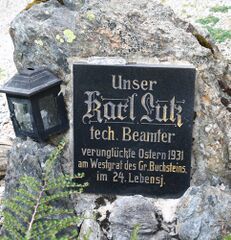 Unser
Karl Lutz
tech. Beamter
verunglückte Ostern 1931
am Westgrat des Gr. Buchsteins.
im 24. Lebensj.